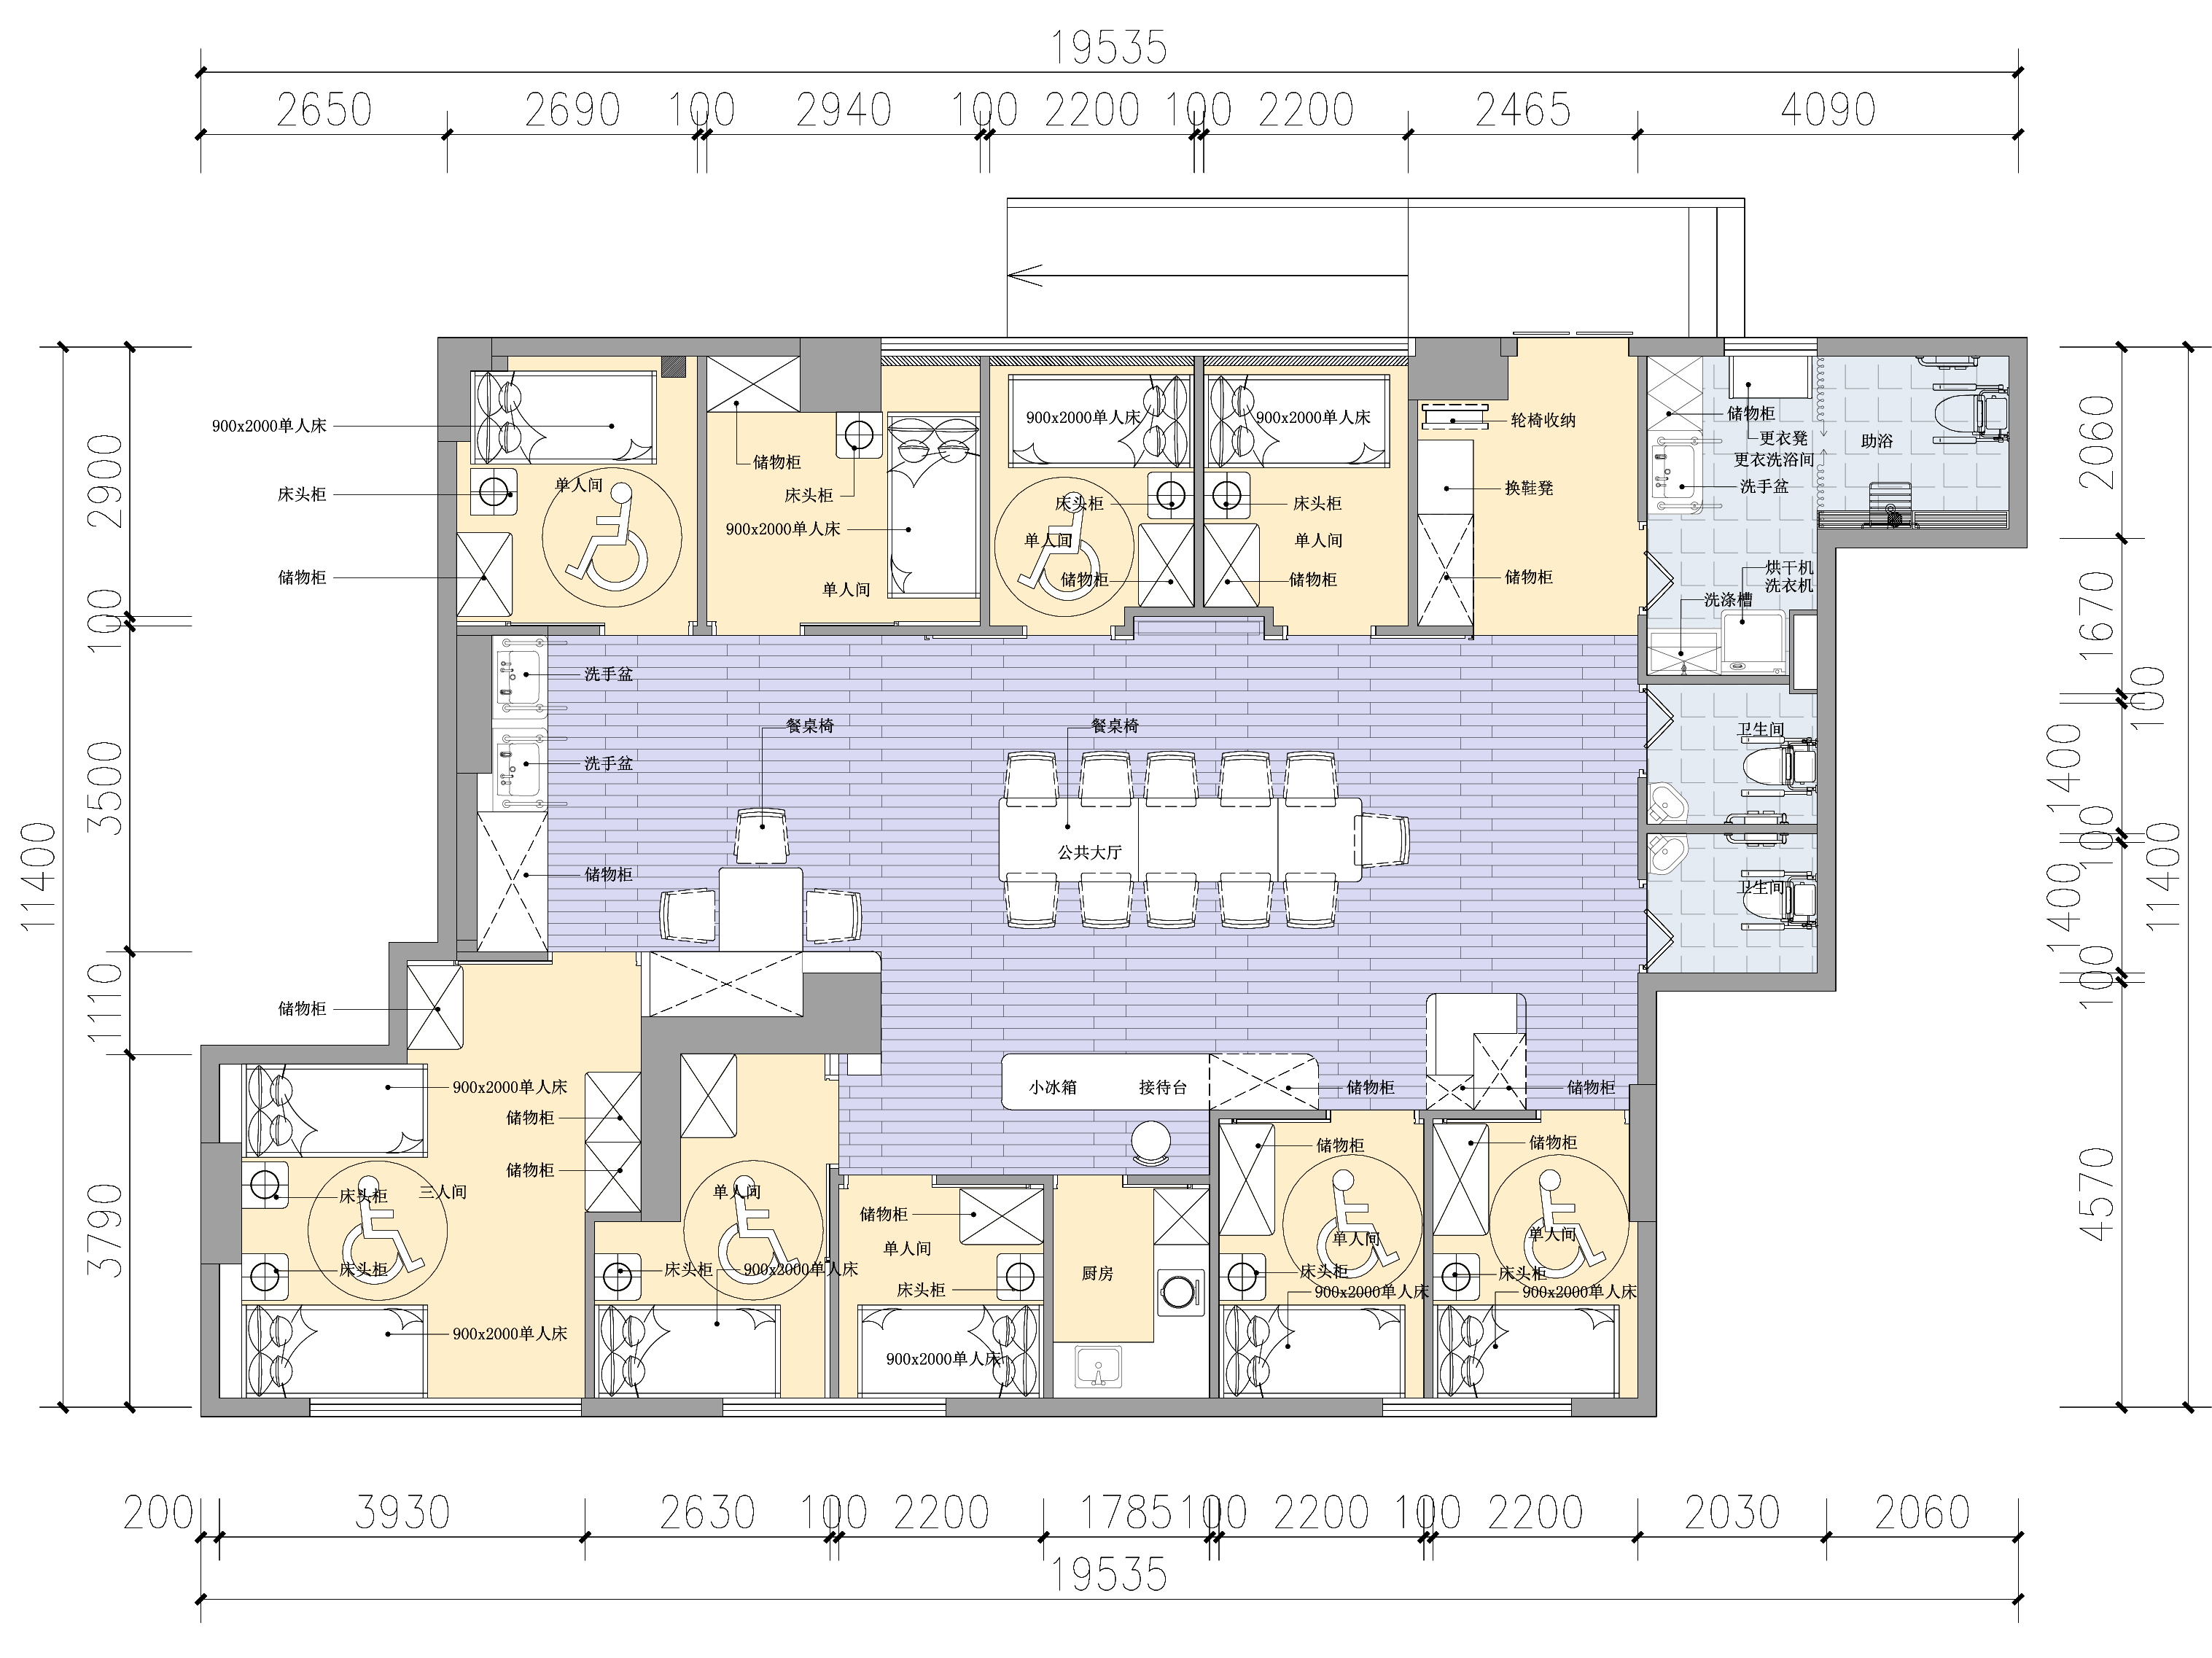 19535
2650 2690 100 2940 100 2200 100 2200 2465 4090
900x2000单人床
床头柜
储物柜
单人间
储物柜
床头柜
900x2000单人床
单人间
900x2000单人床
床头柜
单人间
储物柜
900x2000单人床
床头柜
单人间
储物柜
轮椅收纳
换鞋凳
储物柜
储物柜
更衣凳
更衣洗浴间
洗手盆
助浴
烘干机
洗衣机
洗涤槽
洗手盆
洗手盆
储物柜
餐桌椅
餐桌椅
公共大厅
卫生间
卫生间
储物柜
900x2000单人床
储物柜
储物柜
床头柜
三人间
床头柜
900x2000单人床
单人间
床头柜
900x2000单人床
小冰箱
接待台
储物柜
储物柜
储物柜
单人间
床头柜
900x2000单人床
厨房
储物柜
单人间
床头柜
900x2000单人床
储物柜
单人间
床头柜
900x2000单人床
11400
2900
100
3500
1110
3790
2060
1670
100
1400
100
1400
100
4570
11400
200 3930 2630 100 2200 1785 100 2200 100 2200 2030 2060
19535